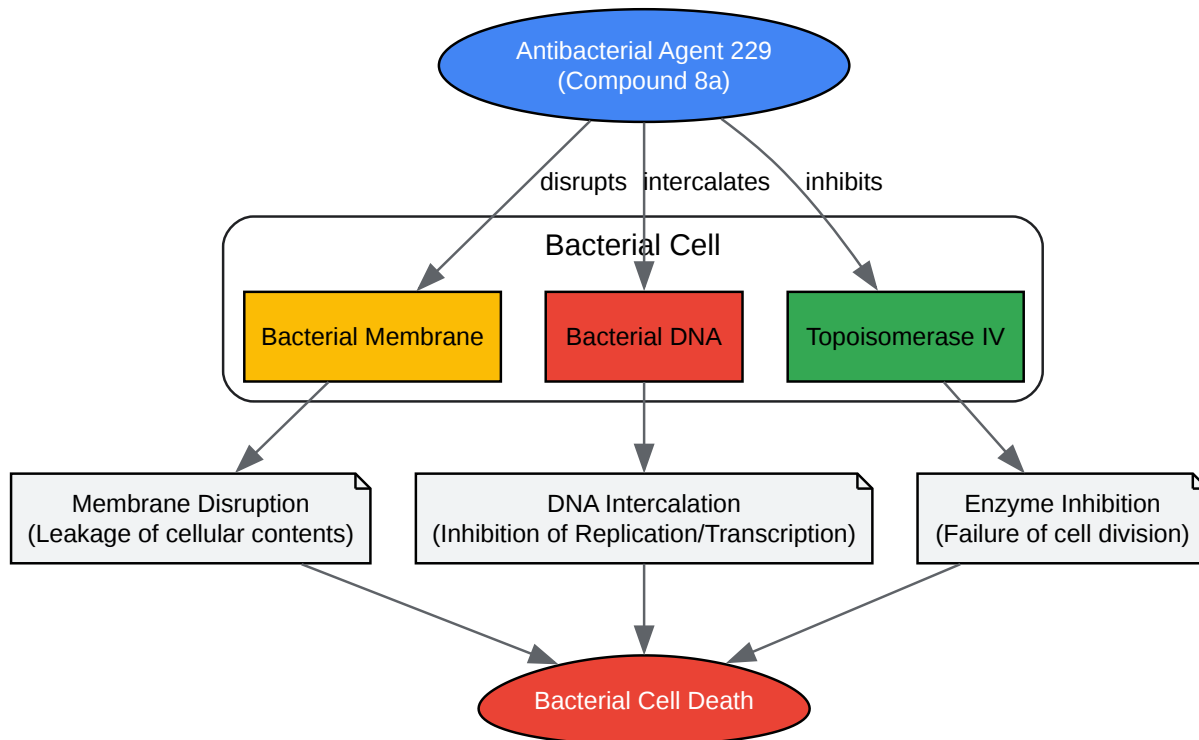 Antibacterial Agent 229
(Compound 8a)
disrupts
intercalates
inhibits
Bacterial Cell
Bacterial Membrane
Bacterial DNA
Topoisomerase IV
Membrane Disruption
(Leakage of cellular contents)
DNA Intercalation
(Inhibition of Replication/Transcription)
Enzyme Inhibition
(Failure of cell division)
Bacterial Cell Death